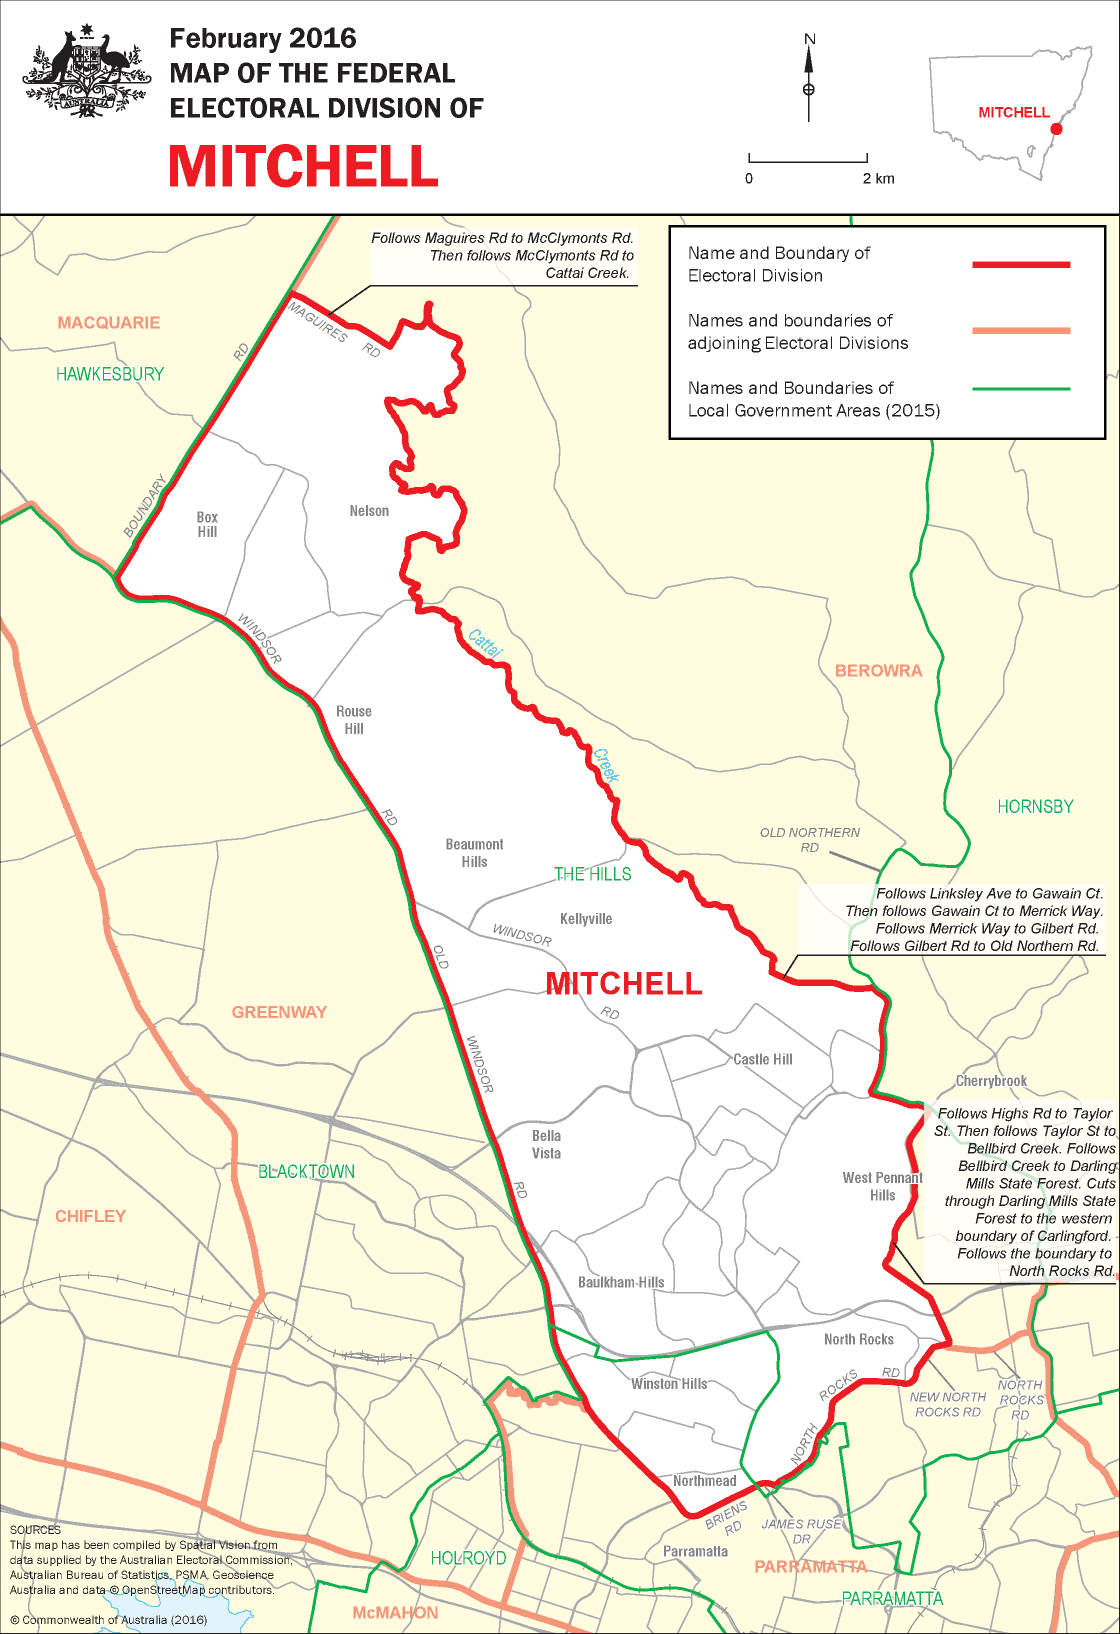 February 2016
MAP OF THE FEDERAL
ELECTORAL DIVISION OF
MITCHELL
AUSTRALIA
N
0
2 km
MITCHELL
Follows Maguires Rd to McClymonts Rd.
Then follows McClymonts Rd to
Cattai Creek.
Name and Boundary of
Electoral Division
Names and boundaries of
adjoining Electoral Divisions
Names and Boundaries of
Local Government Areas (2015)
MACQUARIE
HAWKESBURY
MAGUIRES
RD
RD
BOUNDARY
Box
Hill
Nelson
WINDSOR
Cattai
Creek
BEROWRA
Rouse
Hill
RD
HORNSBY
OLD NORTHERN
RD
Beaumont
Hills
THE HILLS
Kellyville
WINDSOR
RD
Follows Linksley Ave to Gawain Ct.
Then follows Gawain Ct to Merrick Way.
Follows Merrick Way to Gilbert Rd.
Follows Gilbert Rd to Old Northern Rd.
OLD
WINDSOR
RD
MITCHELL
GREENWAY
Castle Hill
Cherrybrook
Follows Highs Rd to Taylor
St. Then follows Taylor St to
Bellbird Creek. Follows
Bellbird Creek to Darling
Mills State Forest. Cuts
through Darling Mills State
Forest to the western
boundary of Carlingford.
Follows the boundary to
North Rocks Rd.
Bella
Vista
BLACKTOWN
West Pennant
Hills
CHIFLEY
Baulkham-Hills
North Rocks
Winston Hills
ROCKS
RD
NORTH
NEW NORTH
ROCKS RD
NORTH
ROCKS
RD
Northmead
BRIENS
RD
JAMES RUSE
DR
Parramatta
PARRAMATTA
PARRAMATTA
HOLROYD
McMAHON
SOURCES
This map has been compiled by Spatial Vision from
data supplied by the Australian Electoral Commission,
Australian Bureau of Statistics, PSMA, Geoscience
Australia and data © OpenStreetMap contributors.
© Commonwealth of Australia (2016)